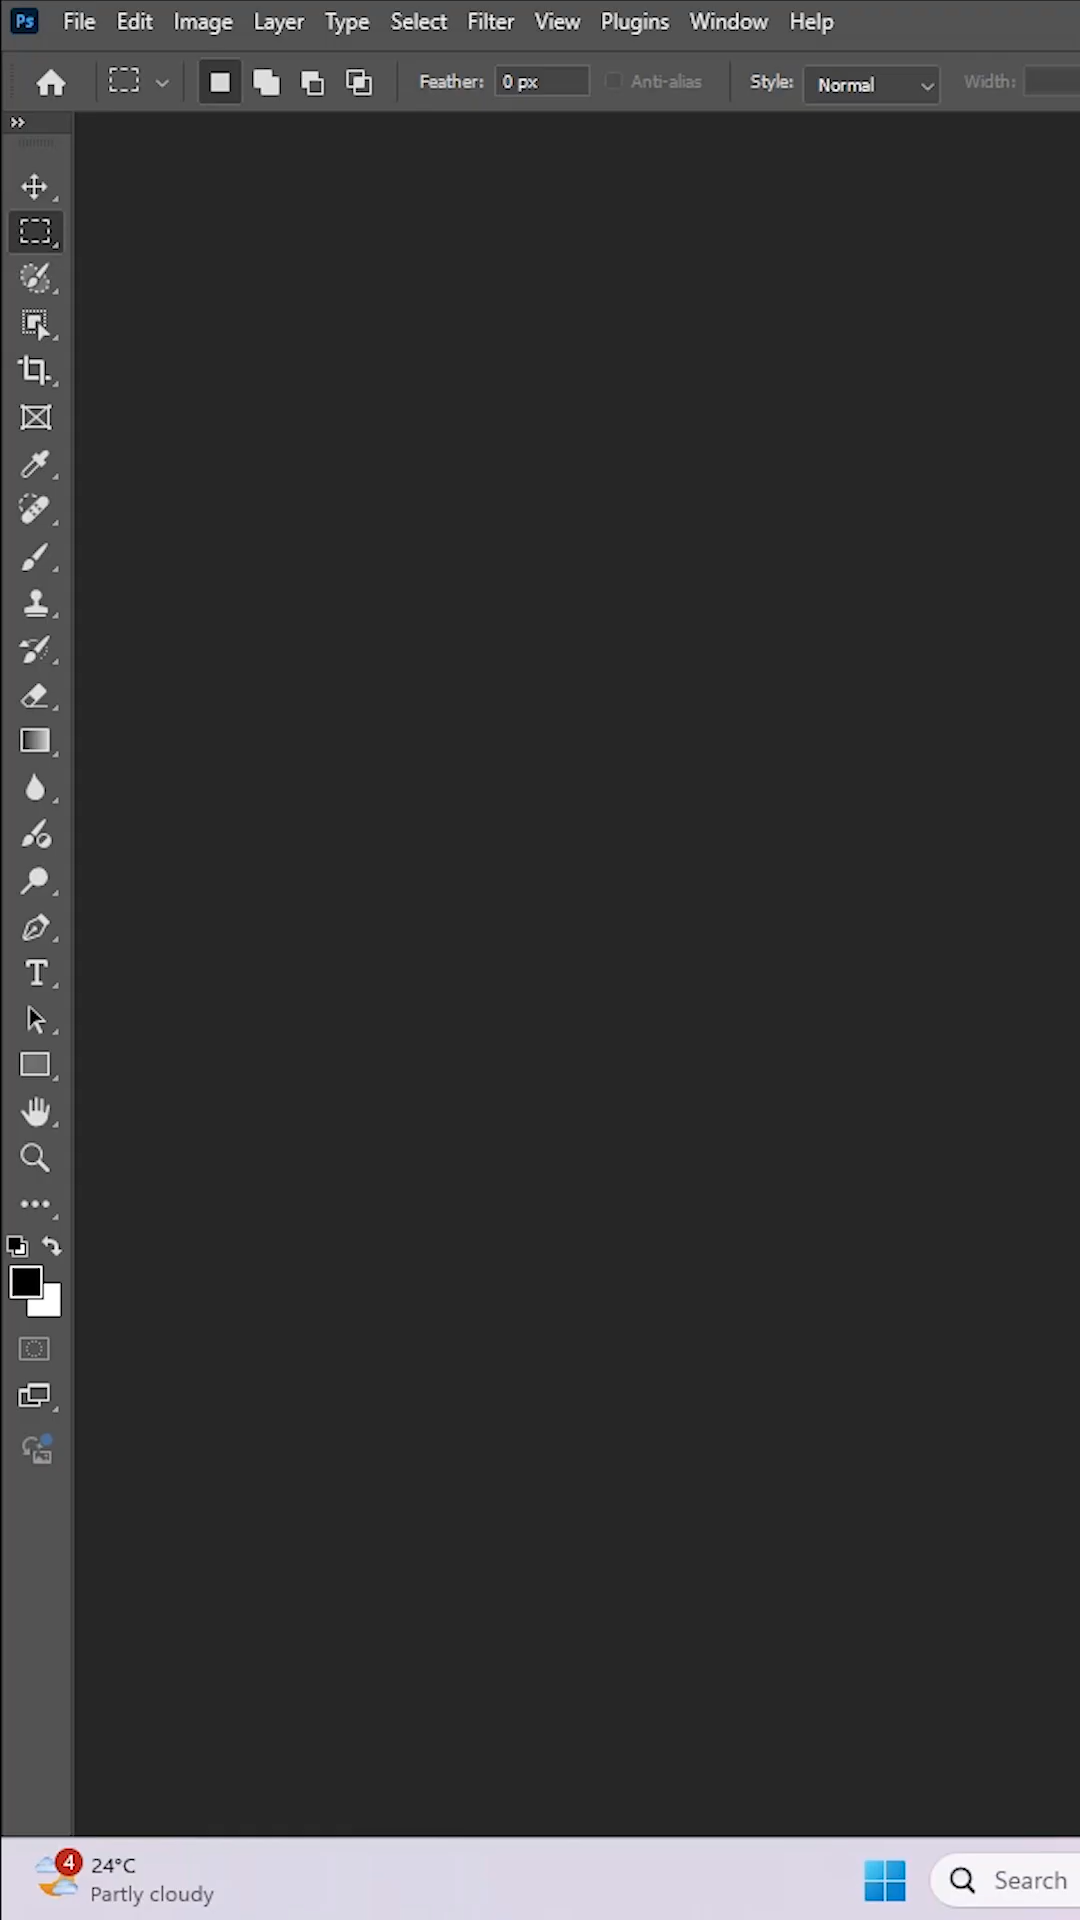 Ps File Edit Image Layer Type Select Filter View Plugins Window Help
Feather: 0 px Anti-alias Style: Normal Width:
T
4
24°C
Partly cloudy
Search